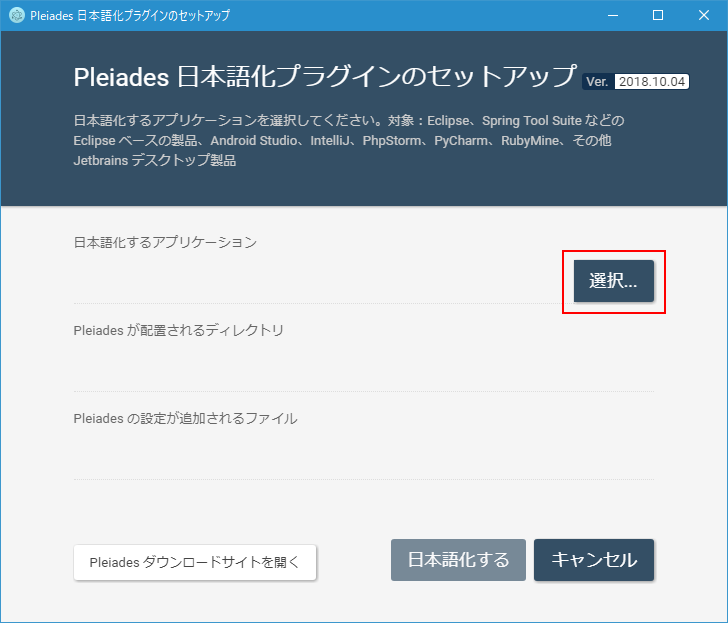 Pleiades 日本語化プラグインのセットアップ
Pleiades 日本語化プラグインのセットアップ Ver. 2018.10.04
日本語化するアプリケーションを選択してください。対象：Eclipse、Spring Tool Suite などの
Eclipse ベースの製品、Android Studio、IntelliJ、PhpStorm、PyCharm、RubyMine、その他
Jetbrains デスクトップ製品
日本語化するアプリケーション
選択...
Pleiades が配置されるディレクトリ
Pleiades の設定が追加されるファイル
Pleiades ダウンロードサイトを開く
日本語化する
キャンセル